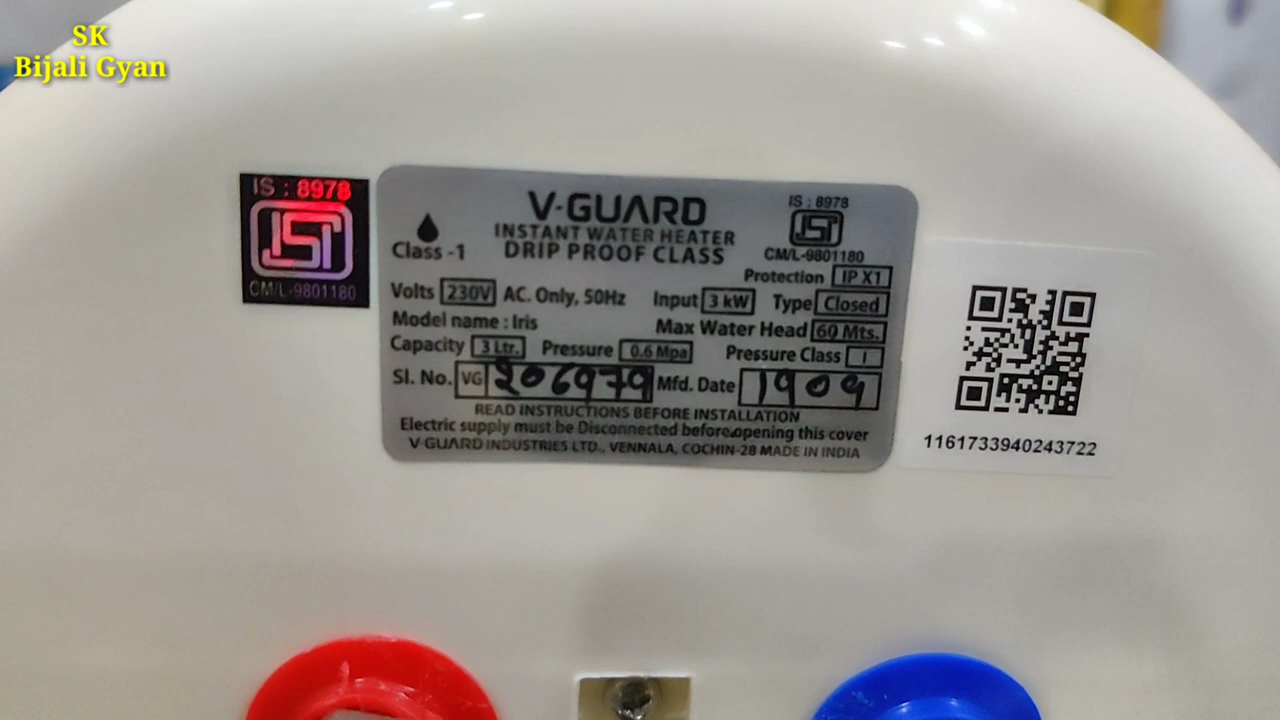 SK
Bijali Gyan
IS : 8978
ISI
CM/L-9801180
V-GUARD
INSTANT WATER HEATER
DRIP PROOF CLASS
Class -1
IS : 8978
ISI
CM/L-9801180
Protection IP X1
Volts 230V AC. Only, 50Hz Input 3 kW Type Closed
Model name : Iris Max Water Head 60 Mts.
Capacity 3 Ltr. Pressure 0.6 Mpa Pressure Class I
Sl. No. VG 206979 Mfd. Date 1909
READ INSTRUCTIONS BEFORE INSTALLATION
Electric supply must be Disconnected before opening this cover
V-GUARD INDUSTRIES LTD., VENNALA, COCHIN-28 MADE IN INDIA
1161733940243722